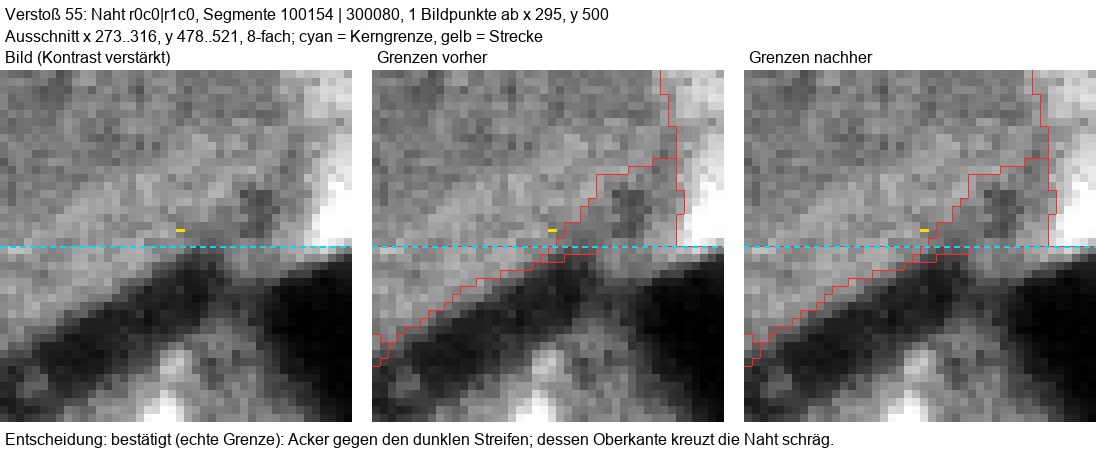 Verstoß 55: Naht r0c0|r1c0, Segmente 100154 | 300080, 1 Bildpunkte ab x 295, y 500
Ausschnitt x 273..316, y 478..521, 8-fach; cyan = Kerngrenze, gelb = Strecke
Bild (Kontrast verstärkt)
Grenzen vorher
Grenzen nachher
Entscheidung: bestätigt (echte Grenze): Acker gegen den dunklen Streifen; dessen Oberkante kreuzt die Naht schräg.